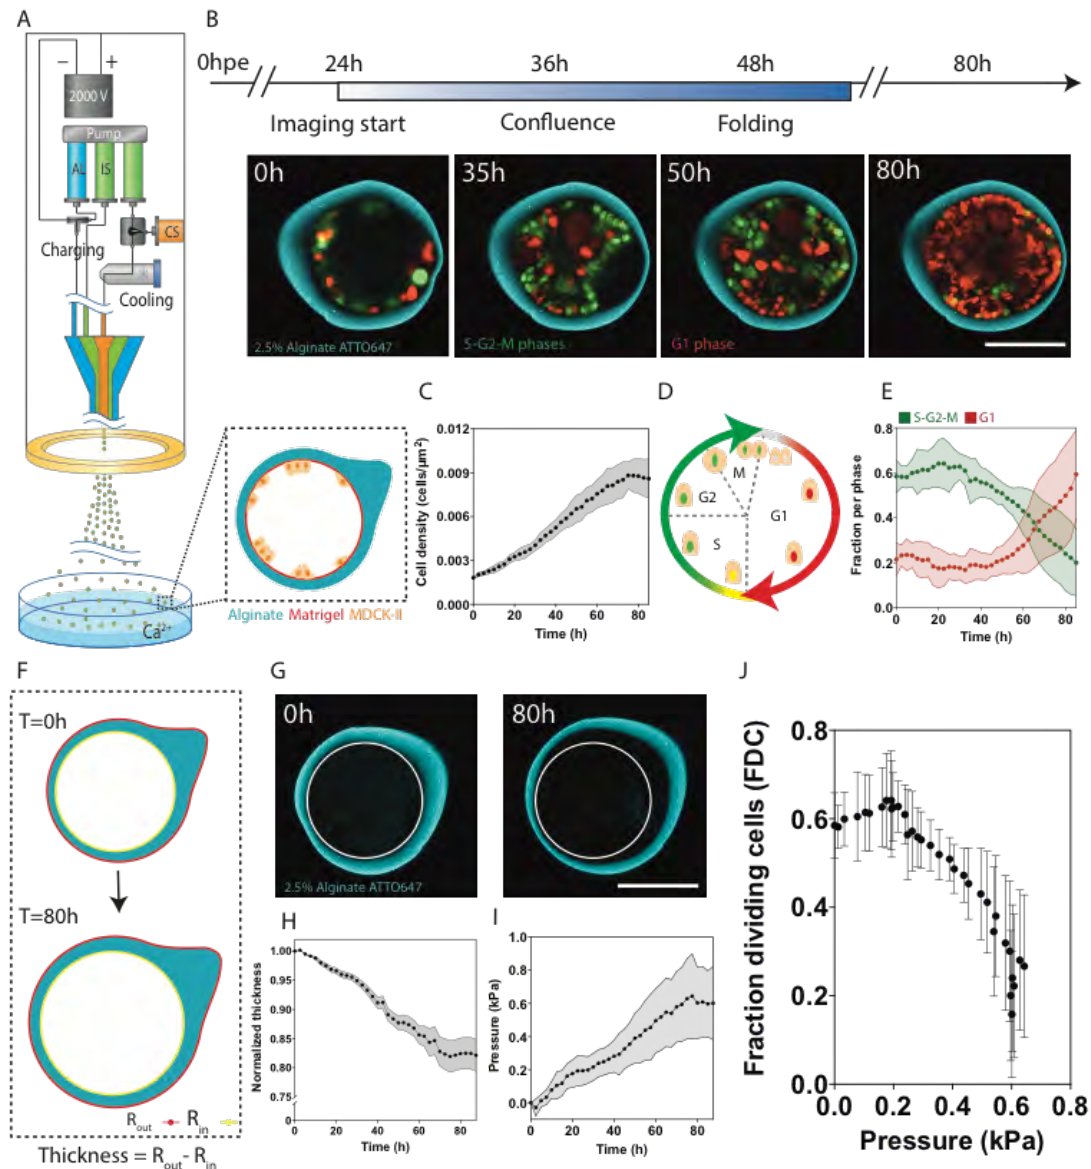 A
− +
2000 V
Pump
AL IS
CS
Charging
Cooling
Ca²⁺
Alginate Matrigel MDCK-II
B
0hpe 24h 36h 48h 80h
Imaging start Confluence Folding
0h 35h 50h 80h
2.5% Alginate ATTO647 S-G2-M phases G1 phase
C
Cell density (cells/μm²)
0.012
0.009
0.006
0.003
0.000
0 20 40 60 80
Time (h)
D
M
G2
G1
S
E
S-G2-M G1
Fraction per phase
0.8
0.6
0.4
0.2
0.0
0 20 40 60 80
Time (h)
F
T=0h
T=80h
R_out R_in
Thickness = R_out - R_in
G
0h 80h
2.5% Alginate ATTO647
H
Normalized thickness
1.00
0.95
0.90
0.85
0.80
0.75
0
0 20 40 60 80
Time (h)
I
Pressure (kPa)
1.0
0.8
0.6
0.4
0.2
0.0
0 20 40 60 80
Time (h)
J
Fraction dividing cells (FDC)
0.8
0.6
0.4
0.2
0.0
0.0 0.2 0.4 0.6 0.8
Pressure (kPa)